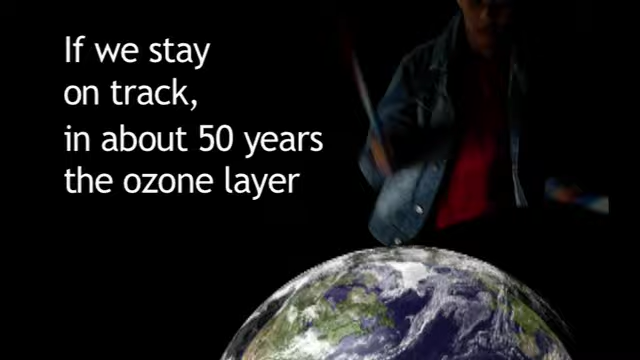 If we stay
on track,
in about 50 years
the ozone layer